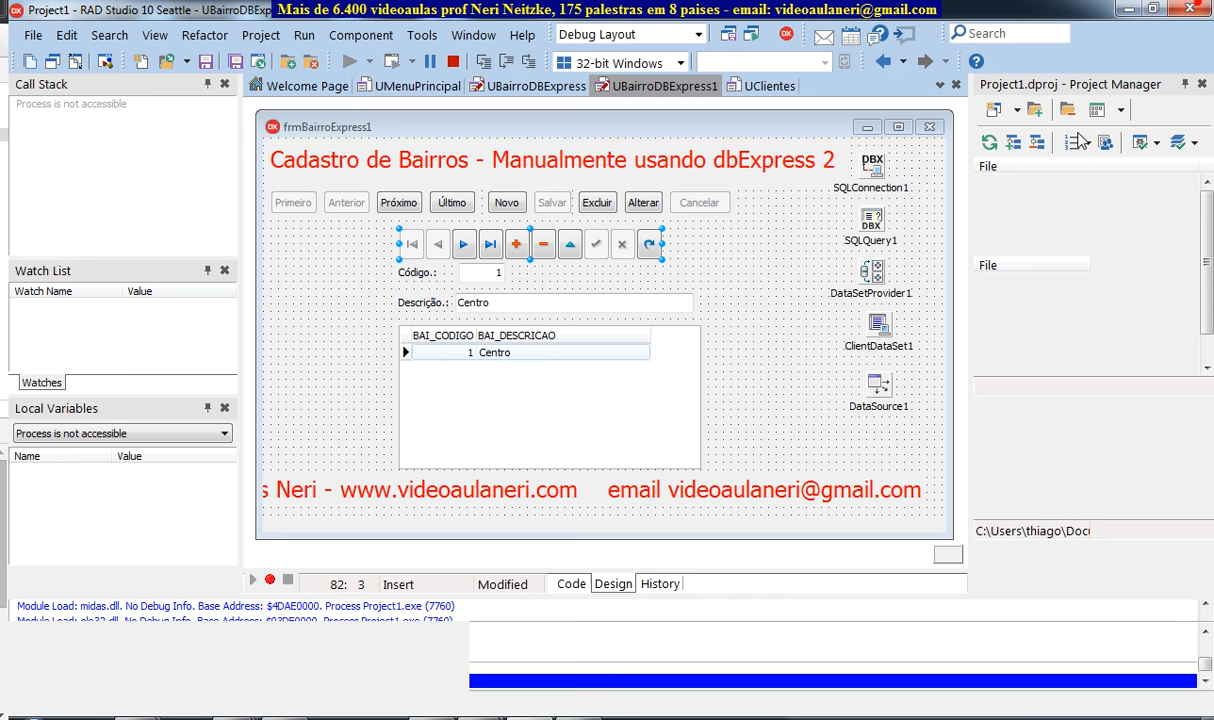 Project1 - RAD Studio 10 Seattle - UBairroDBExp
Mais de 6.400 videoaulas prof Neri Neitzke, 175 palestras em 8 paises - email: videoaulaneri@gmail.com
File Edit Search View Refactor Project Run Component Tools Window Help
Debug Layout
Search
32-bit Windows
Call Stack
Process is not accessible
Welcome Page UMenuPrincipal UBairroDBExpress UBairroDBExpress1 UClientes
Project1.dproj - Project Manager
File
File
C:\Users\thiago\Doc
frmBairroExpress1
Cadastro de Bairros - Manualmente usando dbExpress 2
Primeiro Anterior Próximo Último Novo Salvar Excluir Alterar Cancelar
Código.: 1
Descrição.: Centro
BAI_CODIGO BAI_DESCRICAO
1 Centro
DBX
SQLConnection1
DBX
SQLQuery1
DataSetProvider1
ClientDataSet1
DataSource1
s Neri - www.videoaulaneri.com email videoaulaneri@gmail.com
Watch List
Watch Name Value
Watches
Local Variables
Process is not accessible
Name Value
82: 3 Insert Modified Code Design History
Module Load: midas.dll. No Debug Info. Base Address: $4DAE0000. Process Project1.exe (7760)